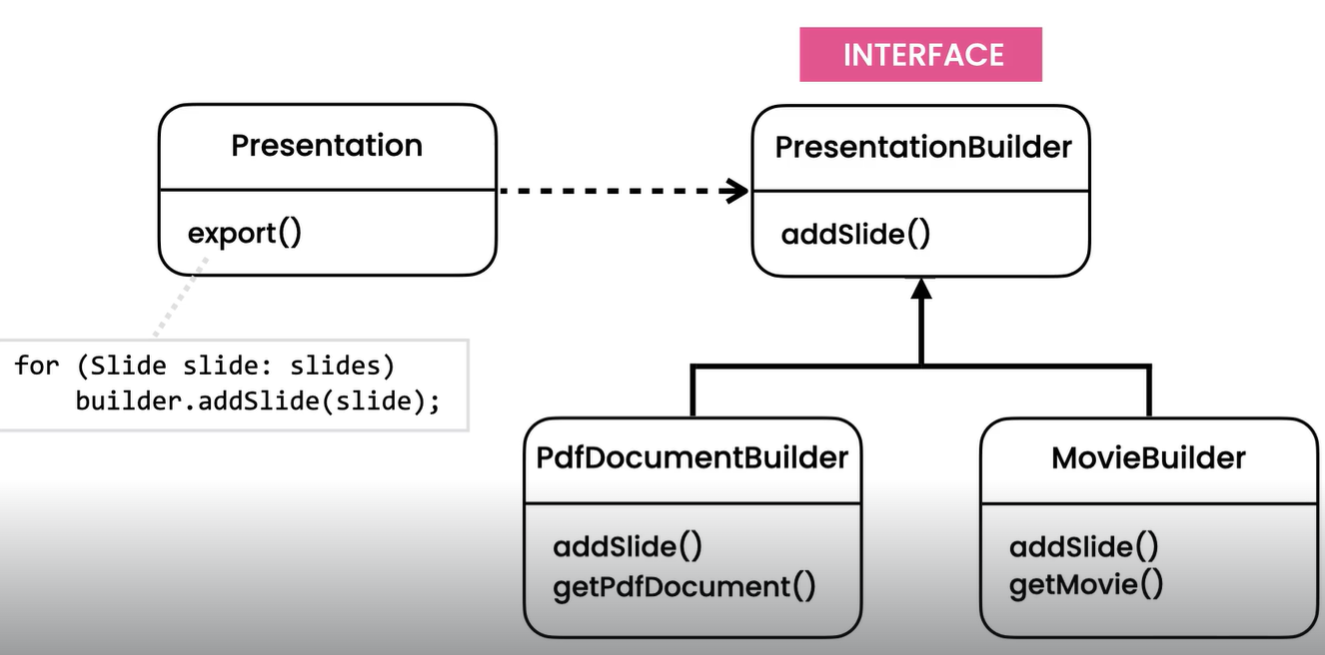 INTERFACE
Presentation
export()
PresentationBuilder
addSlide()
for (Slide slide: slides)
    builder.addSlide(slide);
PdfDocumentBuilder
addSlide()
getPdfDocument()
MovieBuilder
addSlide()
getMovie()